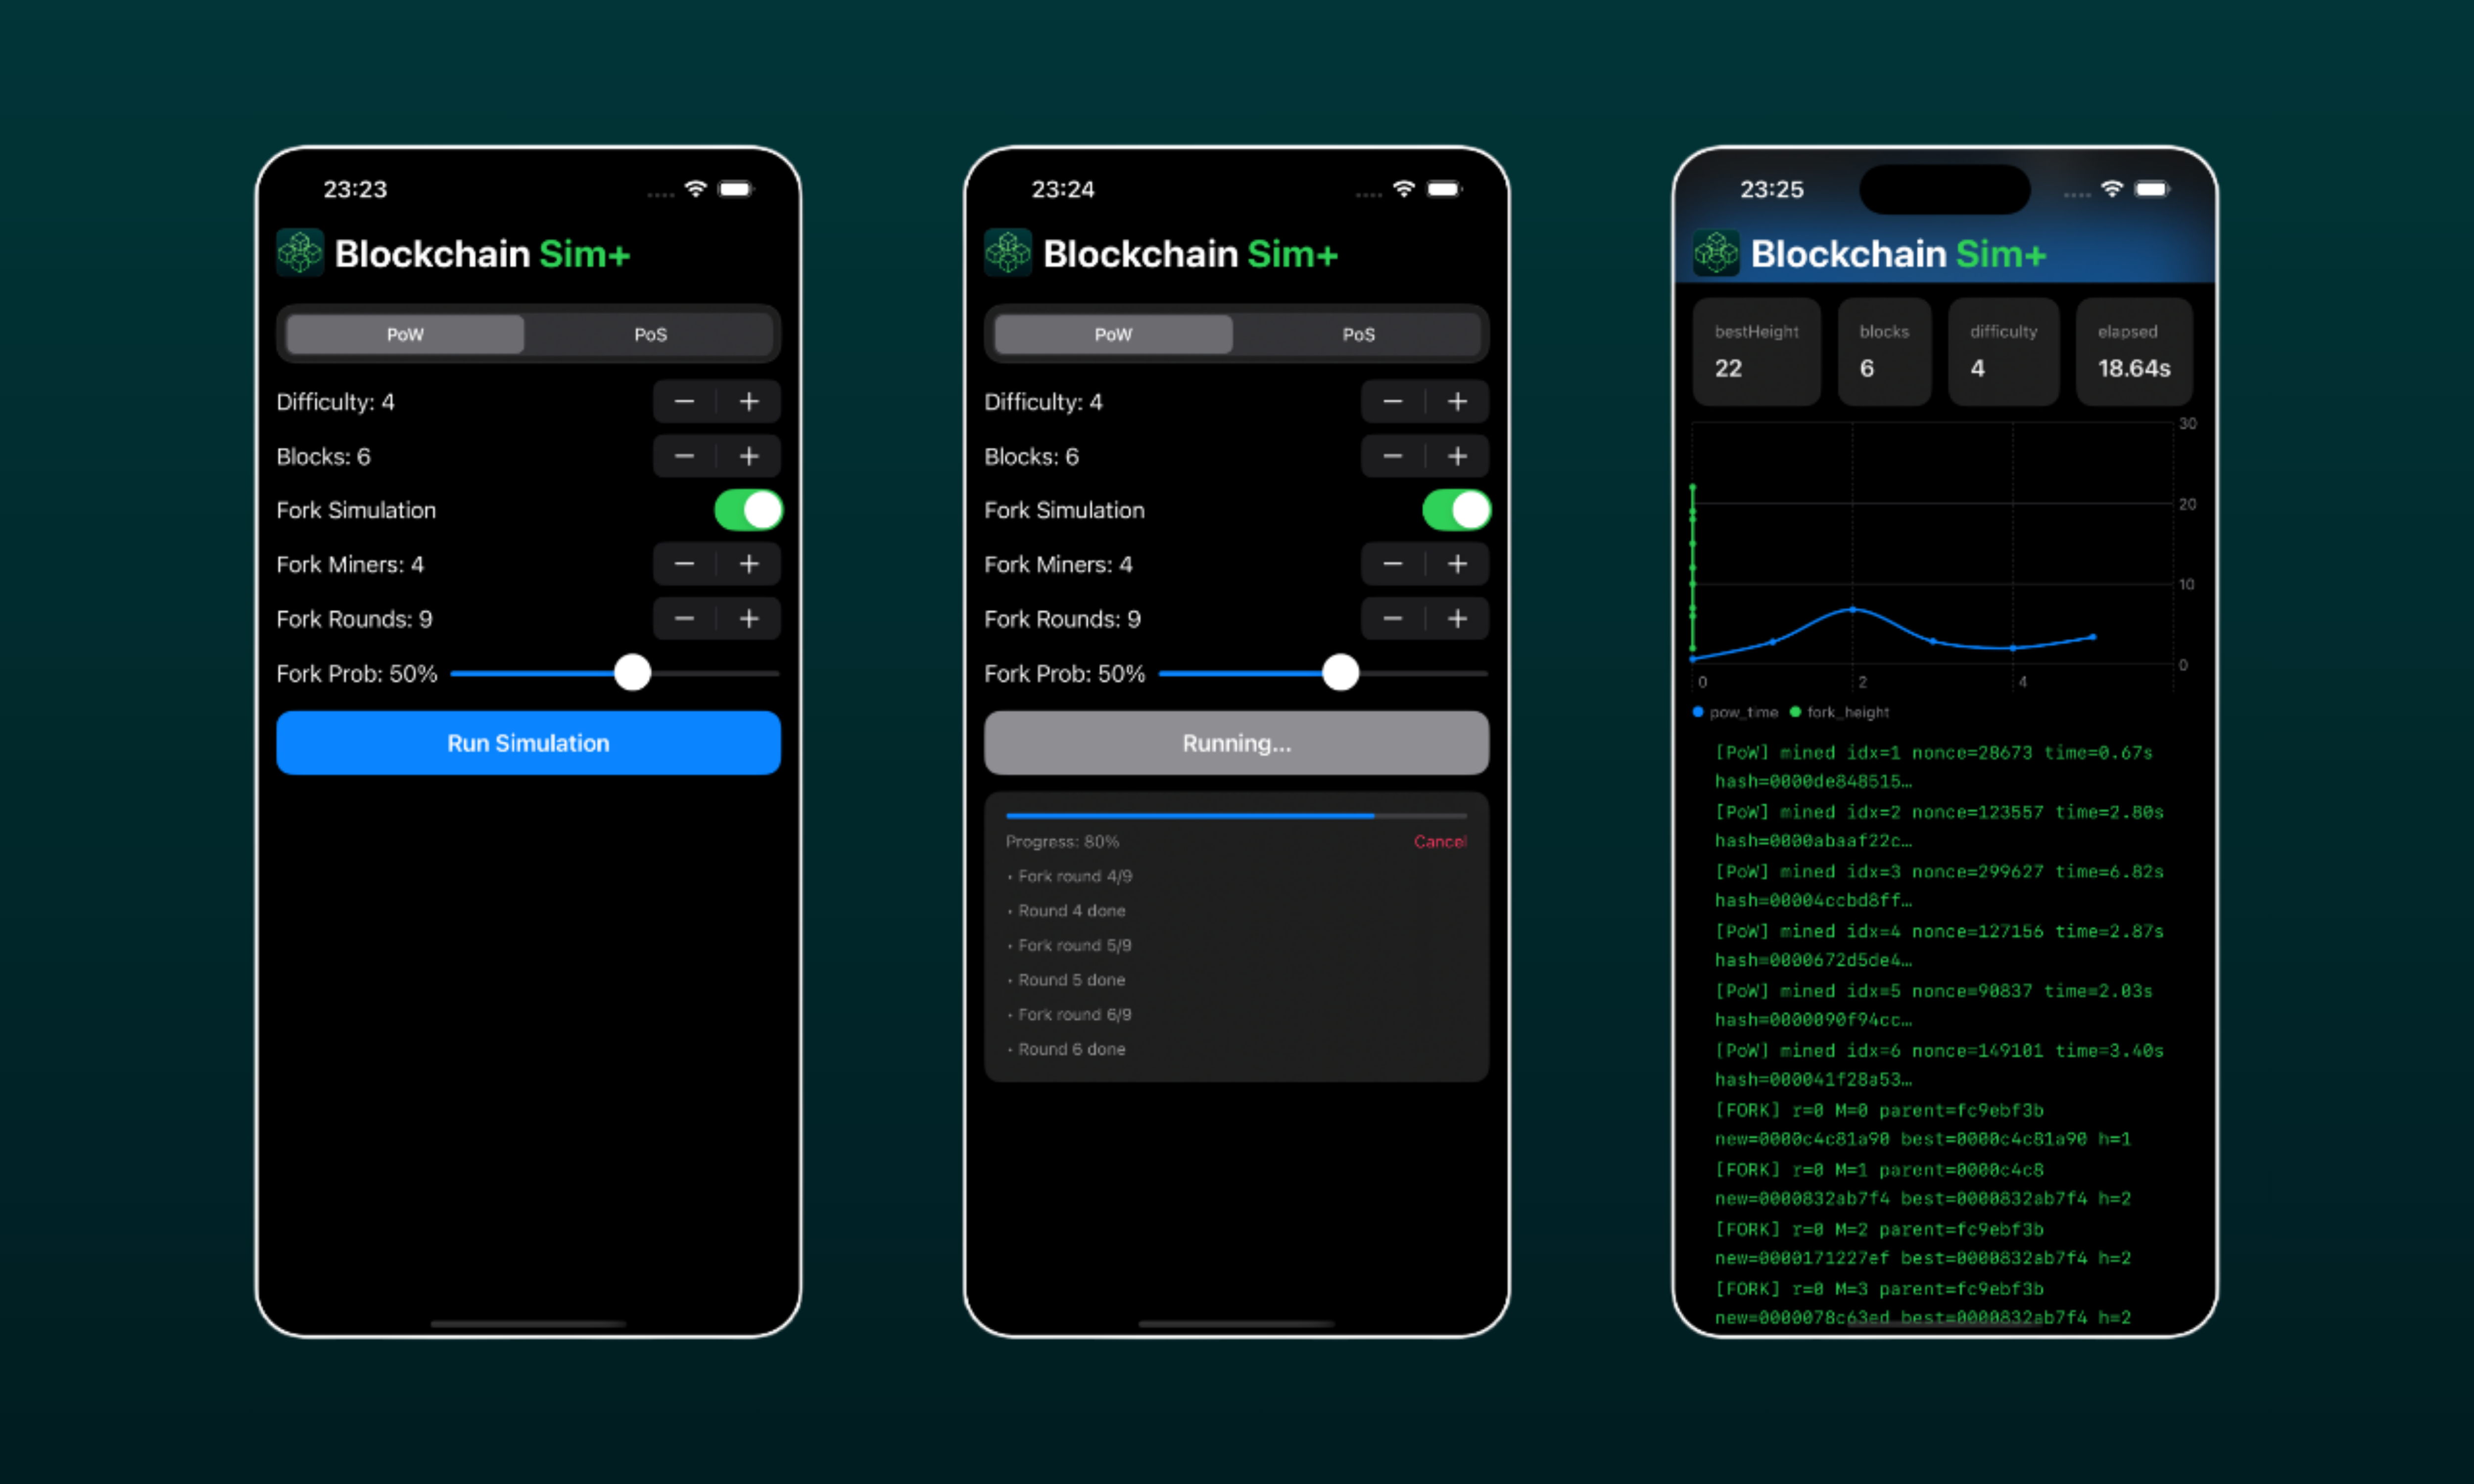 23:23
Blockchain Sim+
PoW PoS
Difficulty: 4 − +
Blocks: 6 − +
Fork Simulation
Fork Miners: 4 − +
Fork Rounds: 9 − +
Fork Prob: 50%
Run Simulation
23:24
Blockchain Sim+
PoW PoS
Difficulty: 4 − +
Blocks: 6 − +
Fork Simulation
Fork Miners: 4 − +
Fork Rounds: 9 − +
Fork Prob: 50%
Running...
Progress: 80% Cancel
• Fork round 4/9
• Round 4 done
• Fork round 5/9
• Round 5 done
• Fork round 6/9
• Round 6 done
23:25
Blockchain Sim+
bestHeight blocks difficulty elapsed
22 6 4 18.64s
30
20
10
0
0 2 4
pow_time fork_height
[PoW] mined idx=1 nonce=28673 time=0.67s
hash=0000de848515…
[PoW] mined idx=2 nonce=123557 time=2.80s
hash=0000abaaf22c…
[PoW] mined idx=3 nonce=299627 time=6.82s
hash=00004ccbd8ff…
[PoW] mined idx=4 nonce=127156 time=2.87s
hash=0000672d5de4…
[PoW] mined idx=5 nonce=90837 time=2.03s
hash=0000090f94cc…
[PoW] mined idx=6 nonce=149101 time=3.40s
hash=000041f28a53…
[FORK] r=0 M=0 parent=fc9ebf3b
new=0000c4c81a90 best=0000c4c81a90 h=1
[FORK] r=0 M=1 parent=0000c4c8
new=0000832ab7f4 best=0000832ab7f4 h=2
[FORK] r=0 M=2 parent=fc9ebf3b
new=0000171227ef best=0000832ab7f4 h=2
[FORK] r=0 M=3 parent=fc9ebf3b
new=0000078c63ed best=0000832ab7f4 h=2